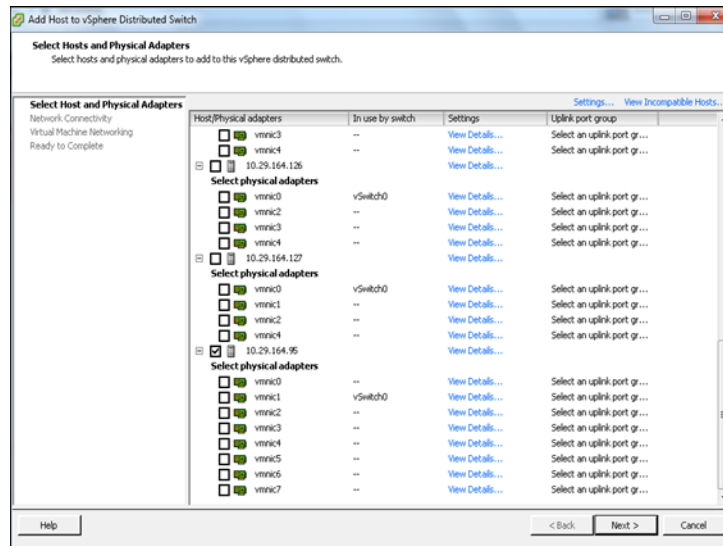 Add Host to vSphere Distributed Switch
Select Hosts and Physical Adapters
Select hosts and physical adapters to add to this vSphere distributed switch.
Settings... View Incompatible Hosts...
Select Host and Physical Adapters
Network Connectivity
Virtual Machine Networking
Ready to Complete
Host/Physical adapters In use by switch Settings Uplink port group
vmnic3 -- View Details... Select an uplink port gr...
vmnic4 -- View Details... Select an uplink port gr...
10.29.164.126 View Details...
Select physical adapters
vmnic0 vSwitch0 View Details... Select an uplink port gr...
vmnic2 -- View Details... Select an uplink port gr...
vmnic3 -- View Details... Select an uplink port gr...
vmnic4 -- View Details... Select an uplink port gr...
10.29.164.127 View Details...
Select physical adapters
vmnic0 vSwitch0 View Details... Select an uplink port gr...
vmnic1 -- View Details... Select an uplink port gr...
vmnic2 -- View Details... Select an uplink port gr...
vmnic4 -- View Details... Select an uplink port gr...
10.29.164.95 View Details...
Select physical adapters
vmnic0 -- View Details... Select an uplink port gr...
vmnic1 vSwitch0 View Details... Select an uplink port gr...
vmnic2 -- View Details... Select an uplink port gr...
vmnic3 -- View Details... Select an uplink port gr...
vmnic4 -- View Details... Select an uplink port gr...
vmnic5 -- View Details... Select an uplink port gr...
vmnic6 -- View Details... Select an uplink port gr...
vmnic7 -- View Details... Select an uplink port gr...
Help < Back Next > Cancel